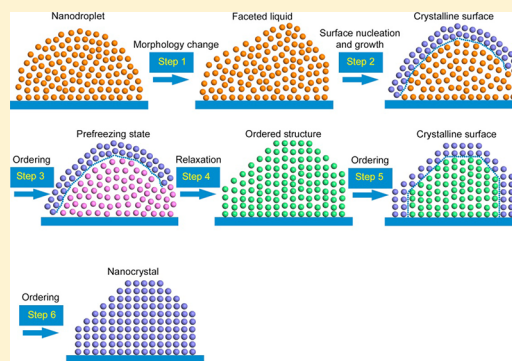 Nanodroplet
Morphology change
Step 1
Faceted liquid
Surface nucleation
and growth
Step 2
Crystalline surface
Ordering
Step 3
Prefreezing state
Relaxation
Step 4
Ordered structure
Ordering
Step 5
Crystalline surface
Ordering
Step 6
Nanocrystal